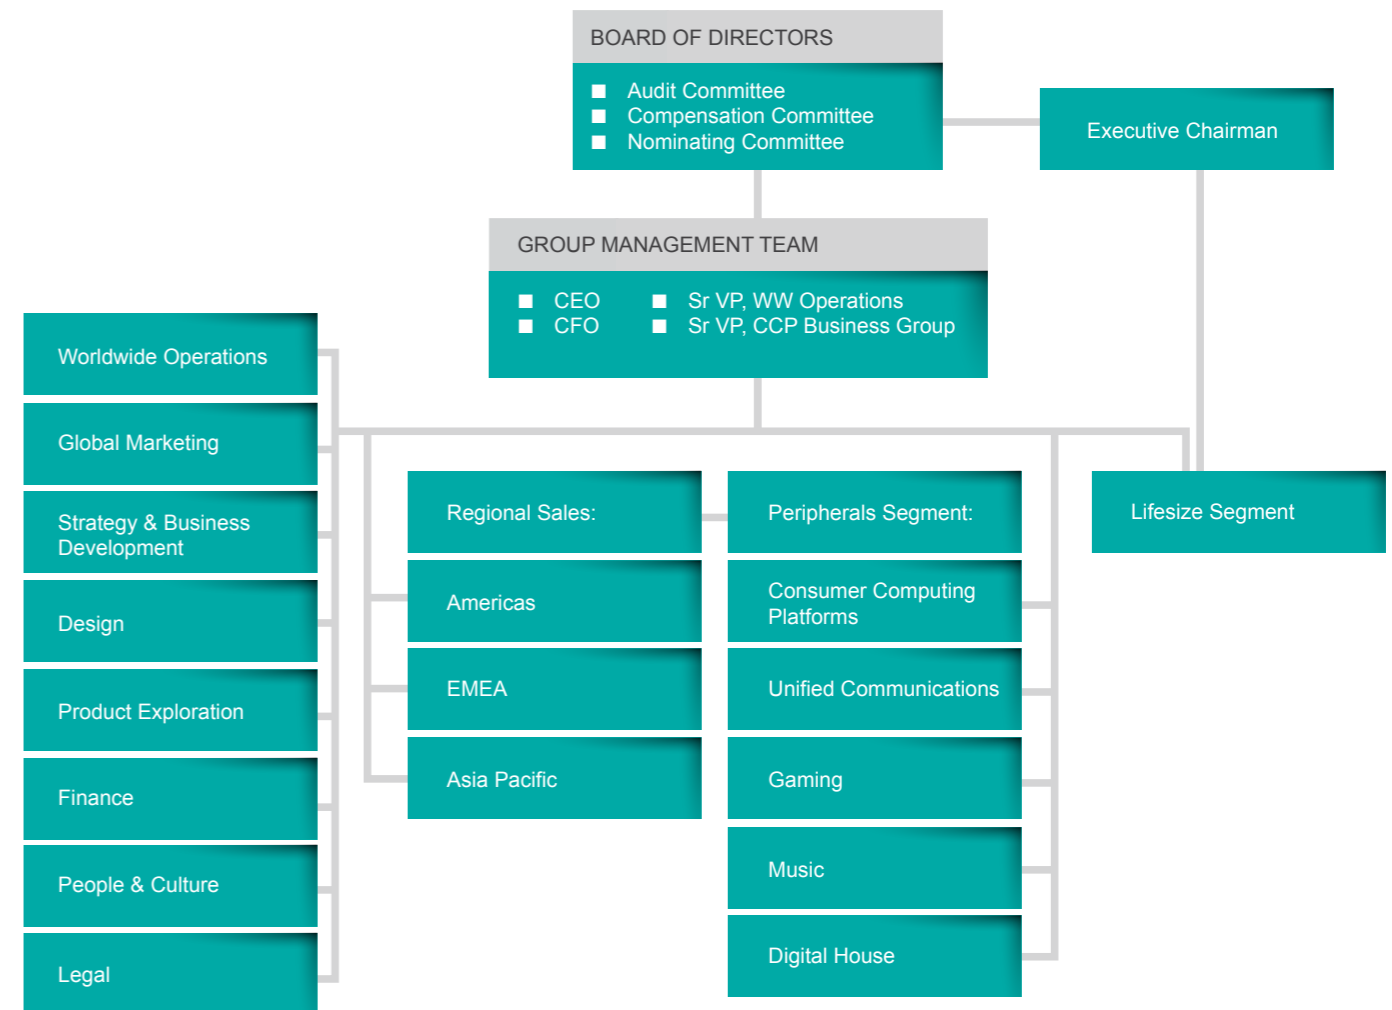 BOARD OF DIRECTORS
Audit Committee
Compensation Committee
Nominating Committee
Executive Chairman
GROUP MANAGEMENT TEAM
CEO
Sr VP, WW Operations
CFO
Sr VP, CCP Business Group
Worldwide Operations
Global Marketing
Strategy & Business
Development
Design
Product Exploration
Finance
People & Culture
Legal
Regional Sales:
Americas
EMEA
Asia Pacific
Peripherals Segment:
Consumer Computing
Platforms
Unified Communications
Gaming
Music
Digital House
Lifesize Segment